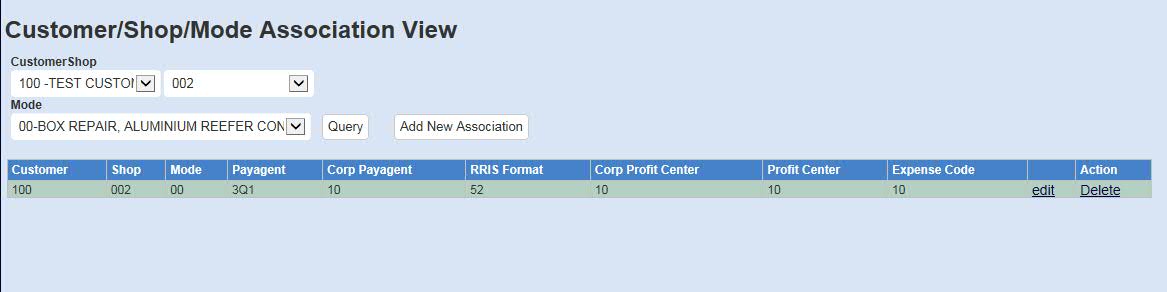 Customer/Shop/Mode Association View
CustomerShop
100 -TEST CUSTOM 002
Mode
00-BOX REPAIR, ALUMINIUM REEFER CON Query Add New Association
Customer Shop Mode Payagent Corp Payagent RRIS Format Corp Profit Center Profit Center Expense Code Action
100 002 00 3Q1 10 52 10 10 10 edit Delete